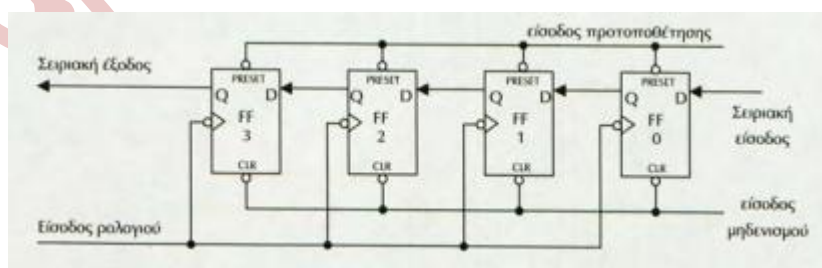 είσοδος προτοποθέτησης
Σειριακή έξοδος
PRESET
PRESET
PRESET
PRESET
Q D
Q D
Q D
Q D
FF
3
FF
2
FF
1
FF
0
Σειριακή
είσοδος
CLR
CLR
CLR
CLR
Είσοδος ρολογιού
είσοδος
μηδενισμού